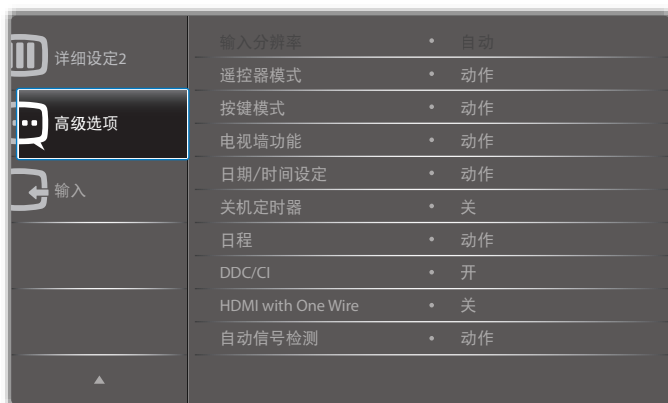 详细设定2
高级选项
输入
输入分辨率 • 自动
遥控器模式 • 动作
按键模式 • 动作
电视墙功能 • 动作
日期/时间设定 • 动作
关机定时器 • 关
日程 • 动作
DDC/CI • 开
HDMI with One Wire • 关
自动信号检测 • 动作